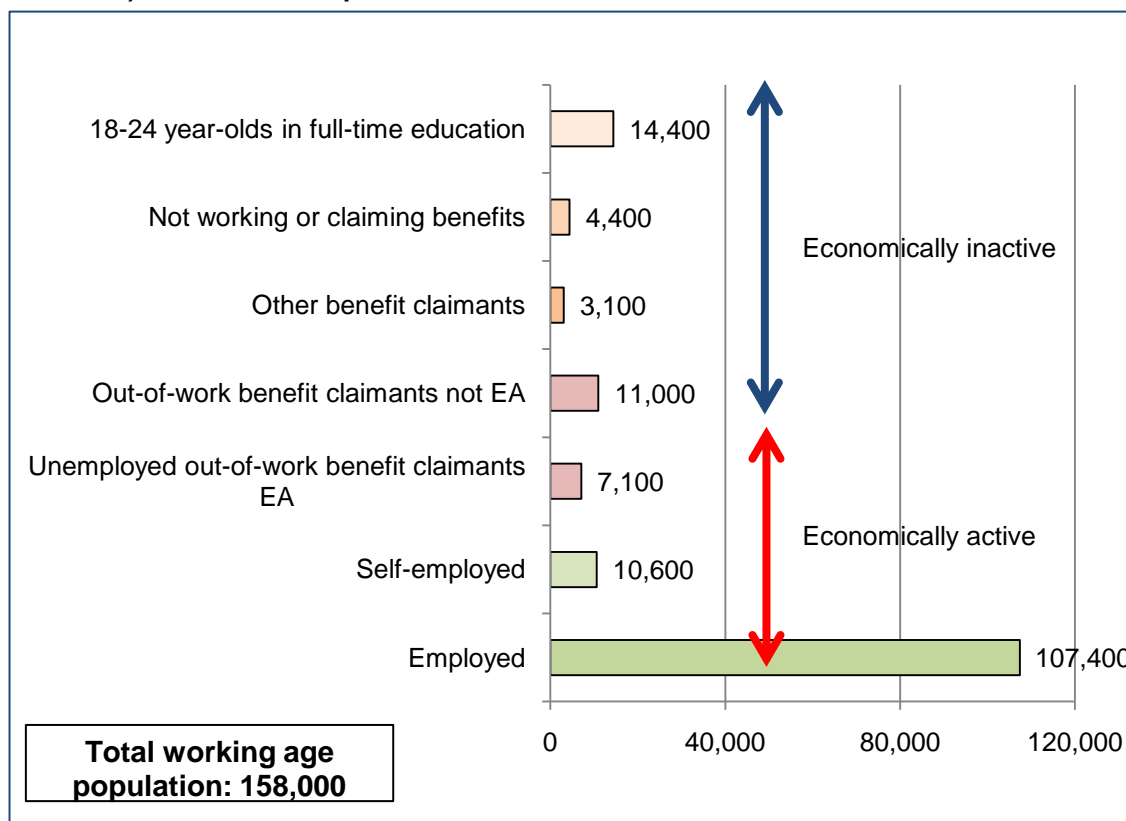 18-24 year-olds in full-time education
14,400
Not working or claiming benefits
4,400
Economically inactive
Other benefit claimants
3,100
Out-of-work benefit claimants not EA
11,000
Unemployed out-of-work benefit claimants
EA
7,100
Economically active
Self-employed
10,600
Employed
107,400
0
40,000
80,000
120,000
Total working age
population: 158,000